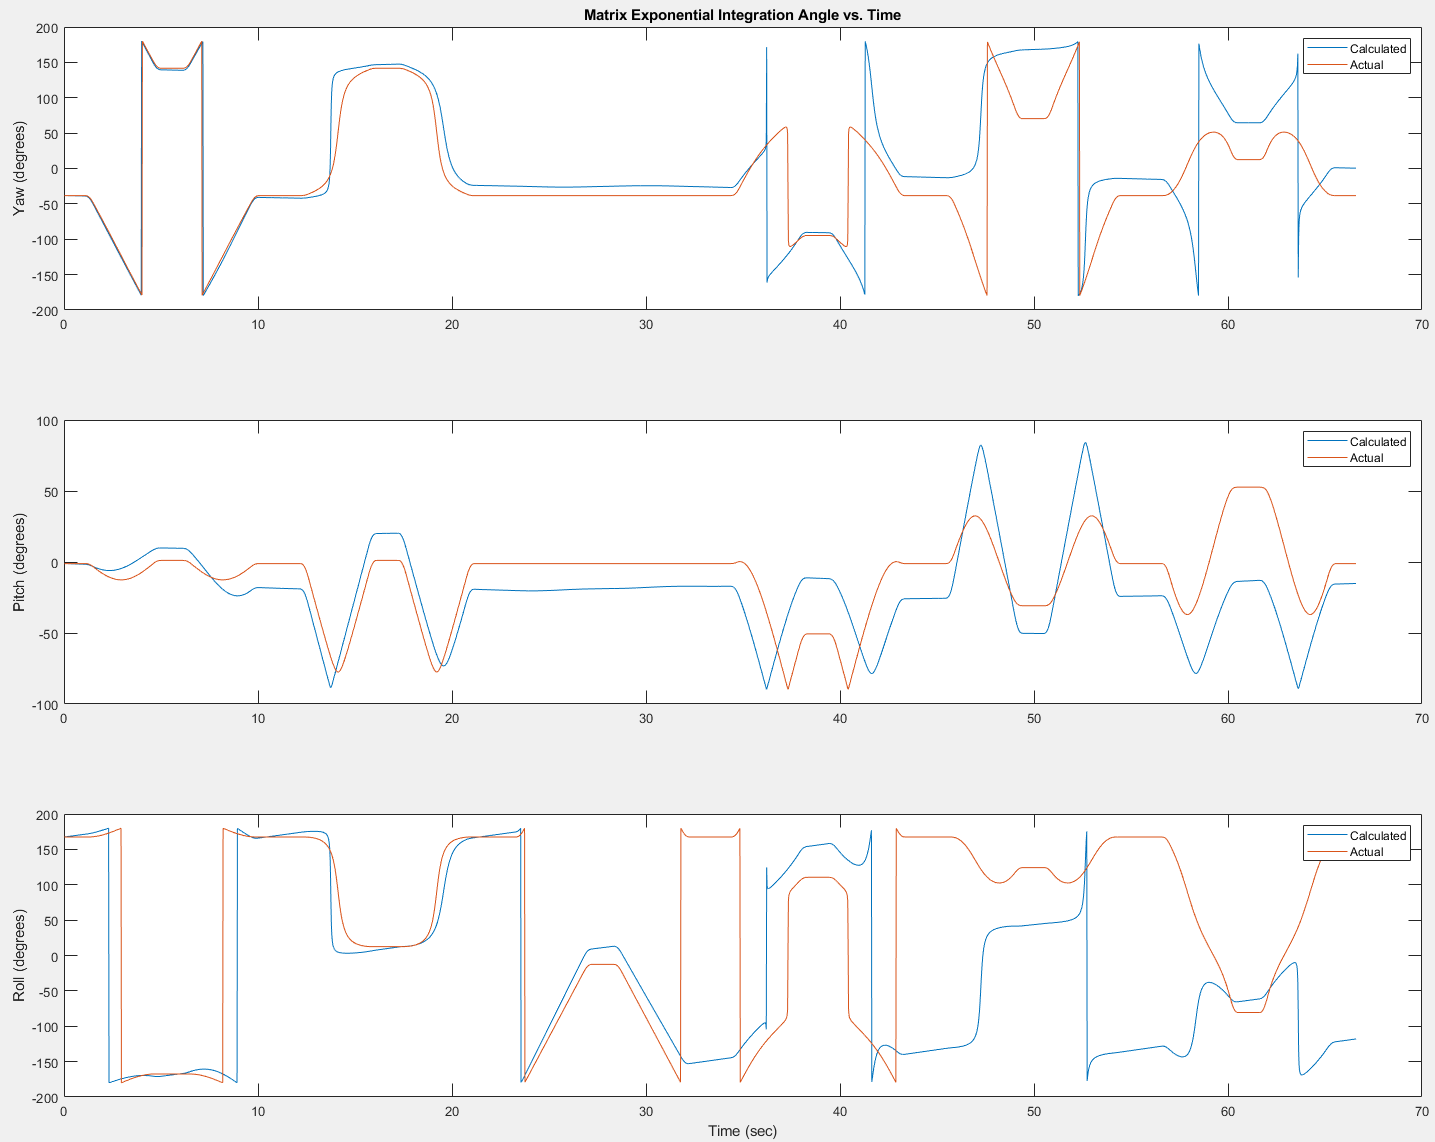 Matrix Exponential Integration Angle vs. Time
Yaw (degrees)
200
150
100
50
0
-50
-100
-150
-200
0 10 20 30 40 50 60 70
Calculated
Actual
Pitch (degrees)
100
50
0
-50
-100
0 10 20 30 40 50 60 70
Calculated
Actual
Roll (degrees)
200
150
100
50
0
-50
-100
-150
-200
0 10 20 30 40 50 60 70
Calculated
Actual
Time (sec)